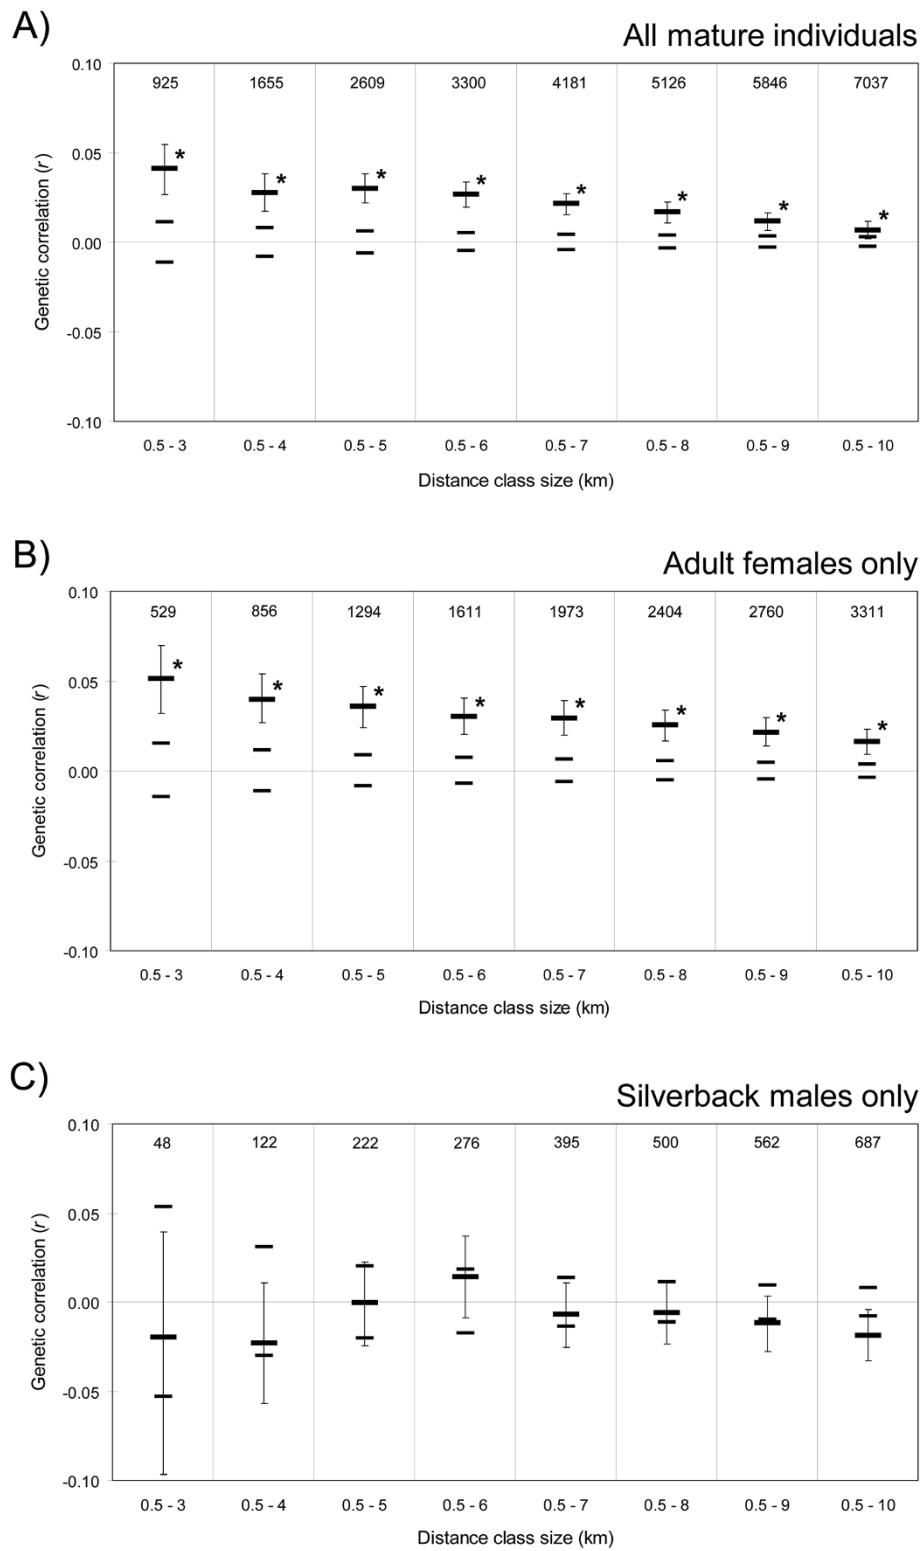 A)
All mature individuals
0.10
925 1655 2609 3300 4181 5126 5846 7037
0.05
* * * * * * * *
0.00
-0.05
-0.10
Genetic correlation (r)
0.5 - 3 0.5 - 4 0.5 - 5 0.5 - 6 0.5 - 7 0.5 - 8 0.5 - 9 0.5 - 10
Distance class size (km)
B)
Adult females only
0.10
529 856 1294 1611 1973 2404 2760 3311
0.05
* * * * * * * *
0.00
-0.05
-0.10
Genetic correlation (r)
0.5 - 3 0.5 - 4 0.5 - 5 0.5 - 6 0.5 - 7 0.5 - 8 0.5 - 9 0.5 - 10
Distance class size (km)
C)
Silverback males only
0.10
48 122 222 276 395 500 562 687
0.05
0.00
-0.05
-0.10
Genetic correlation (r)
0.5 - 3 0.5 - 4 0.5 - 5 0.5 - 6 0.5 - 7 0.5 - 8 0.5 - 9 0.5 - 10
Distance class size (km)